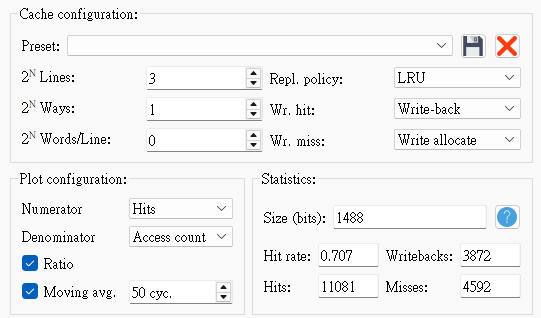 Cache configuration:
Preset:
2^N Lines: 3 Repl. policy: LRU
2^N Ways: 1 Wr. hit: Write-back
2^N Words/Line: 0 Wr. miss: Write allocate
Plot configuration:
Numerator Hits
Denominator Access count
Ratio
Moving avg. 50 cyc.
Statistics:
Size (bits): 1488 ?
Hit rate: 0.707 Writebacks: 3872
Hits: 11081 Misses: 4592